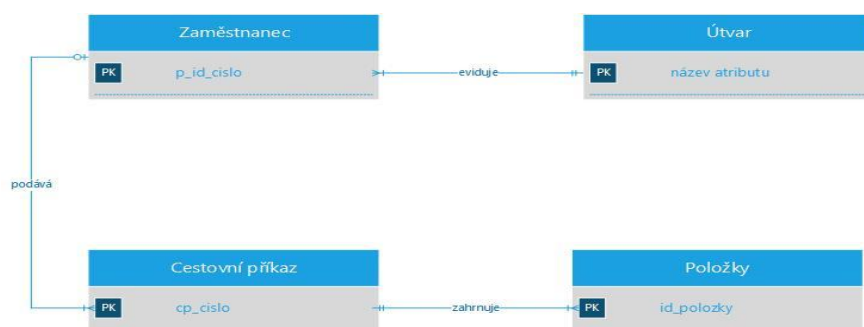 Zaměstnanec
Útvar
PK p_id_cislo
eviduje
PK název atributu
podává
Cestovní příkaz
Položky
PK cp_cislo
zahrnuje
PK id_polozky